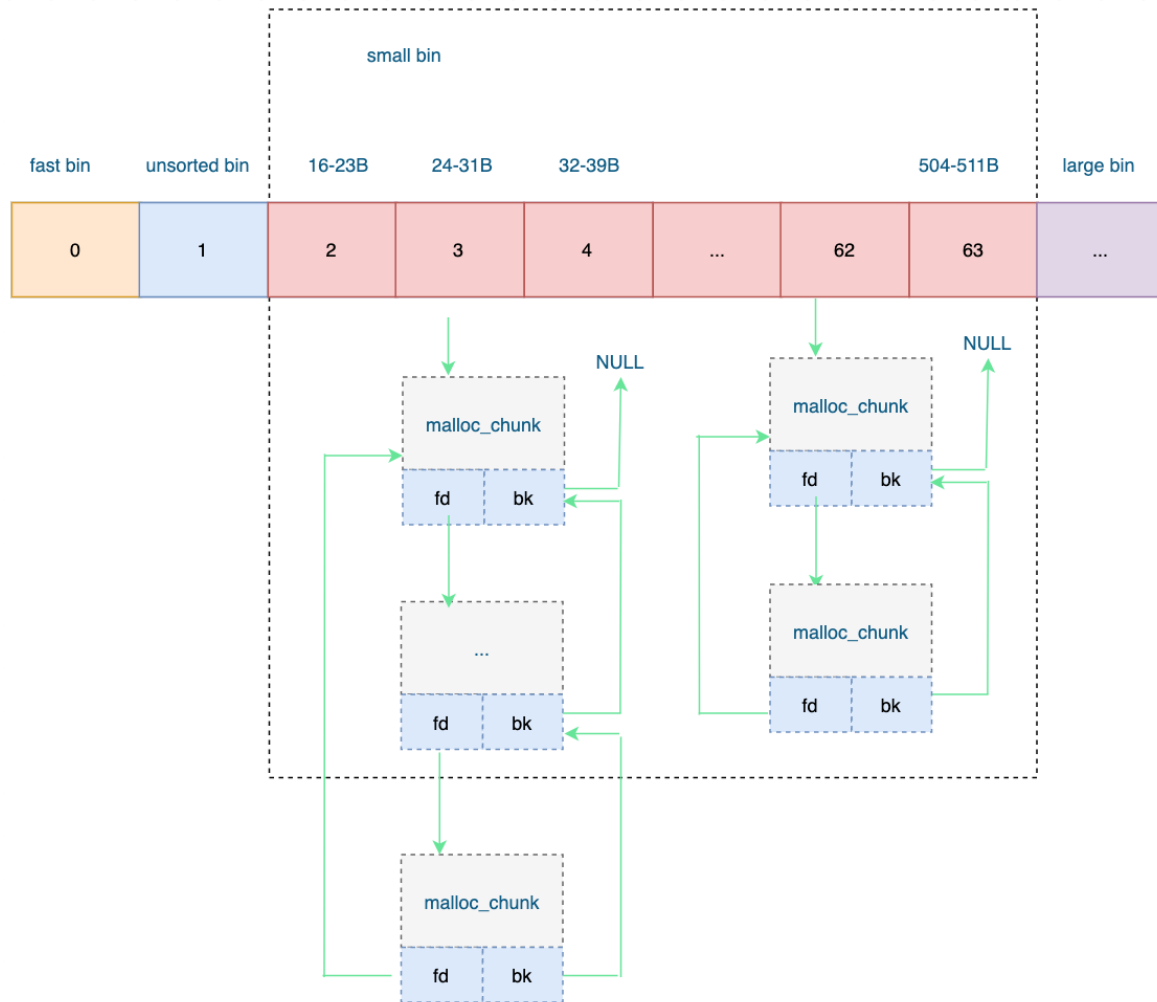 small bin
fast bin
unsorted bin
16-23B
24-31B
32-39B
504-511B
large bin
0
1
2
3
4
...
62
63
...
NULL
NULL
malloc_chunk
malloc_chunk
fd
bk
fd
bk
...
malloc_chunk
fd
bk
fd
bk
malloc_chunk
fd
bk